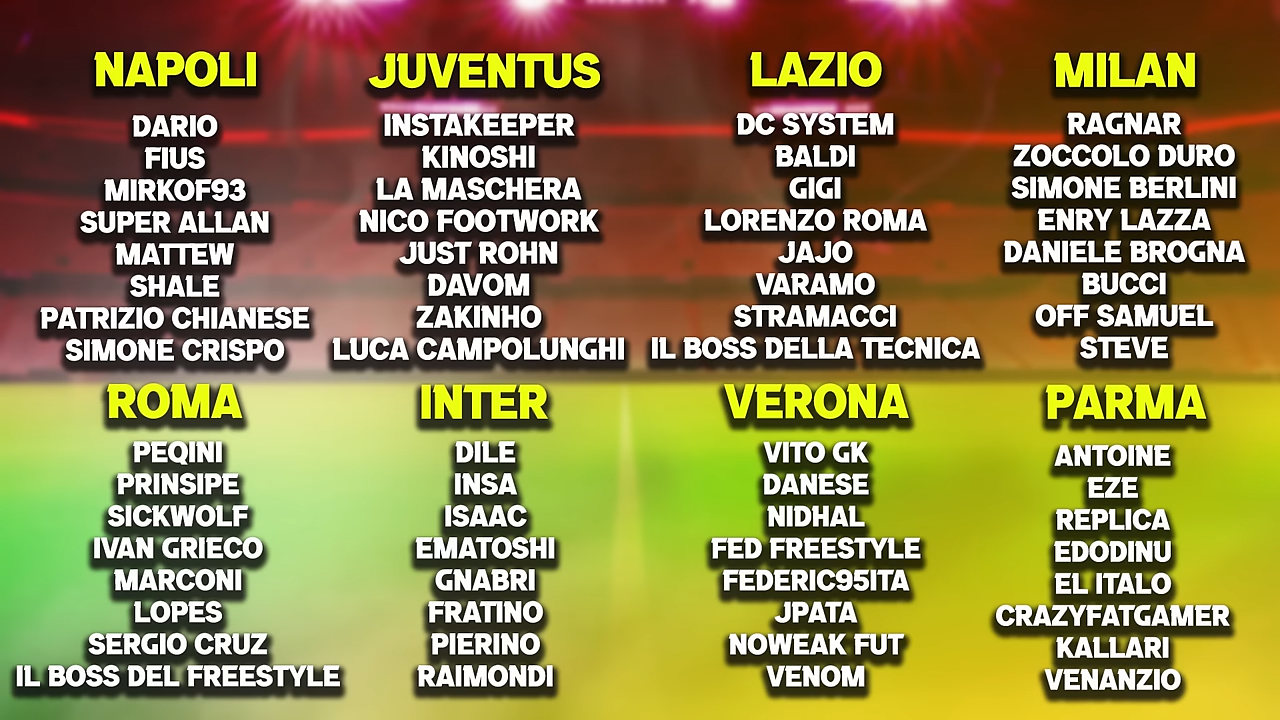 NAPOLI
DARIO
FIUS
MIRKOF93
SUPER ALLAN
MATTEW
SHALE
PATRIZIO CHIANESE
SIMONE CRISPO
JUVENTUS
INSTAKEEPER
KINOSHI
LA MASCHERA
NICO FOOTWORK
JUST ROHN
DAVOM
ZAKINHO
LUCA CAMPOLUNGHI
LAZIO
DC SYSTEM
BALDI
GIGI
LORENZO ROMA
JAJO
VARAMO
STRAMACCI
IL BOSS DELLA TECNICA
MILAN
RAGNAR
ZOCCOLO DURO
SIMONE BERLINI
ENRY LAZZA
DANIELE BROGNA
BUCCI
OFF SAMUEL
STEVE
ROMA
PEQINI
PRINSIPE
SICKWOLF
IVAN GRIECO
MARCONI
LOPES
SERGIO CRUZ
IL BOSS DEL FREESTYLE
INTER
DILE
INSA
ISAAC
EMATOSHI
GNABRI
FRATINO
PIERINO
RAIMONDI
VERONA
VITO GK
DANESE
NIDHAL
FED FREESTYLE
FEDERIC95ITA
JPATA
NOWEAK FUT
VENOM
PARMA
ANTOINE
EZE
REPLICA
EDODINU
EL ITALO
CRAZYFATGAMER
KALLARI
VENANZIO